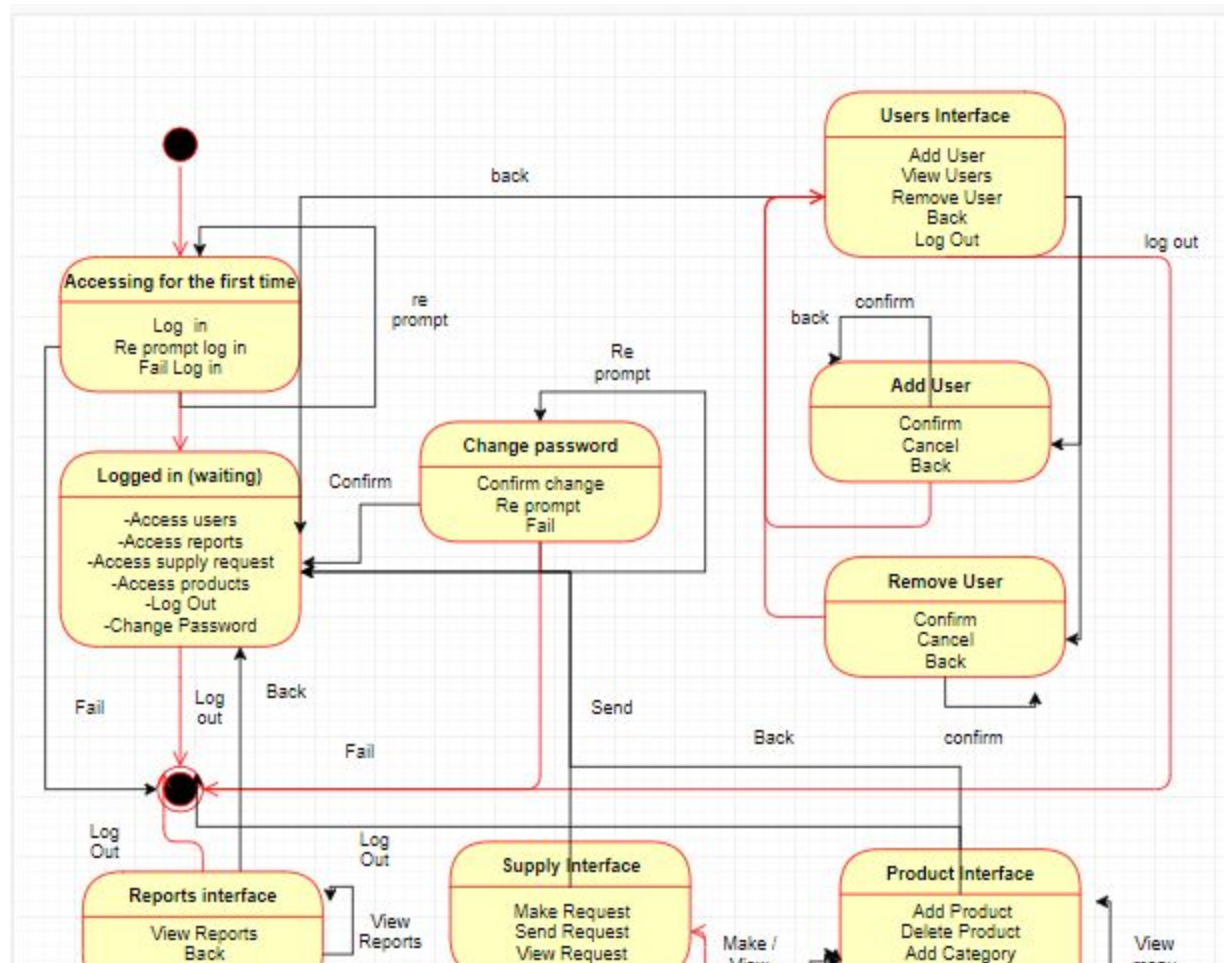 Users Interface
Add User
View Users
Remove User
Back
Log Out
back
log out
Accessing for the first time
Log in
Re prompt log in
Fail Log in
re
prompt
confirm
back
Re
prompt
Add User
Confirm
Cancel
Back
Change password
Confirm change
Re prompt
Fail
Logged in (waiting)
-Access users
-Access reports
-Access supply request
-Access products
-Log Out
-Change Password
Confirm
Remove User
Confirm
Cancel
Back
Fail
Log
out
Back
Send
Back
confirm
Fail
Log
Out
Log
Out
Reports interface
View Reports
Back
View
Reports
Supply Interface
Make Request
Send Request
View Request
Make /
View
Product Interface
Add Product
Delete Product
Add Category
View